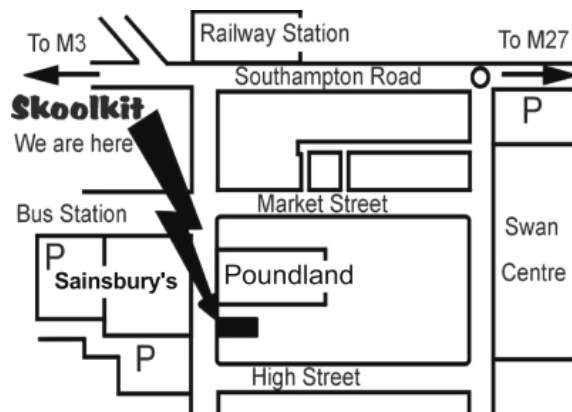 Railway Station
To M3
To M27
Southampton Road
Skoolkit
P
We are here
Market Street
Bus Station
Swan
Centre
P
Sainsbury's
Poundland
P
High Street